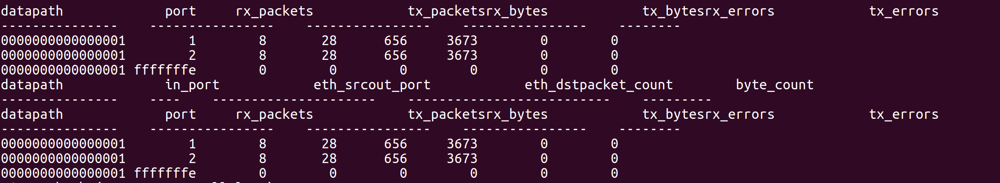 datapath port rx_packets tx_packetsrx_bytes tx_bytesrx_errors tx_errors
--------------- ---------------- ---------------- ---------------- --------
0000000000000001 1 8 28 656 3673 0 0
0000000000000001 2 8 28 656 3673 0 0
0000000000000001 fffffffe 0 0 0 0 0 0
datapath in_port eth_srcout_port eth_dstpacket_count byte_count
--------------- ---- --------------------- -------------------------- ---------
datapath port rx_packets tx_packetsrx_bytes tx_bytesrx_errors tx_errors
--------------- ---------------- ---------------- ---------------- --------
0000000000000001 1 8 28 656 3673 0 0
0000000000000001 2 8 28 656 3673 0 0
0000000000000001 fffffffe 0 0 0 0 0 0